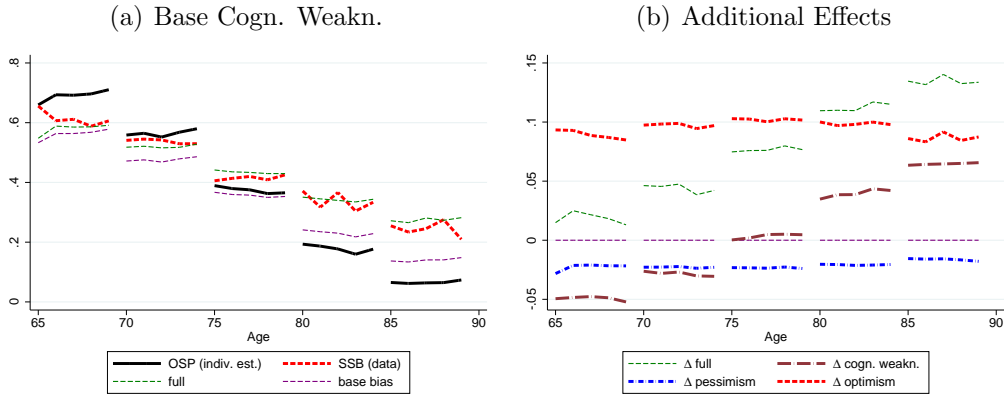 (a) Base Cogn. Weakn.
.8
.6
.4
.2
0
65 70 75 80 85 90
Age
OSP (indiv. est.) SSB (data)
full base bias
(b) Additional Effects
.15
.1
.05
0
-.05
65 70 75 80 85 90
Age
Δ full Δ cogn. weakn.
Δ pessimism Δ optimism